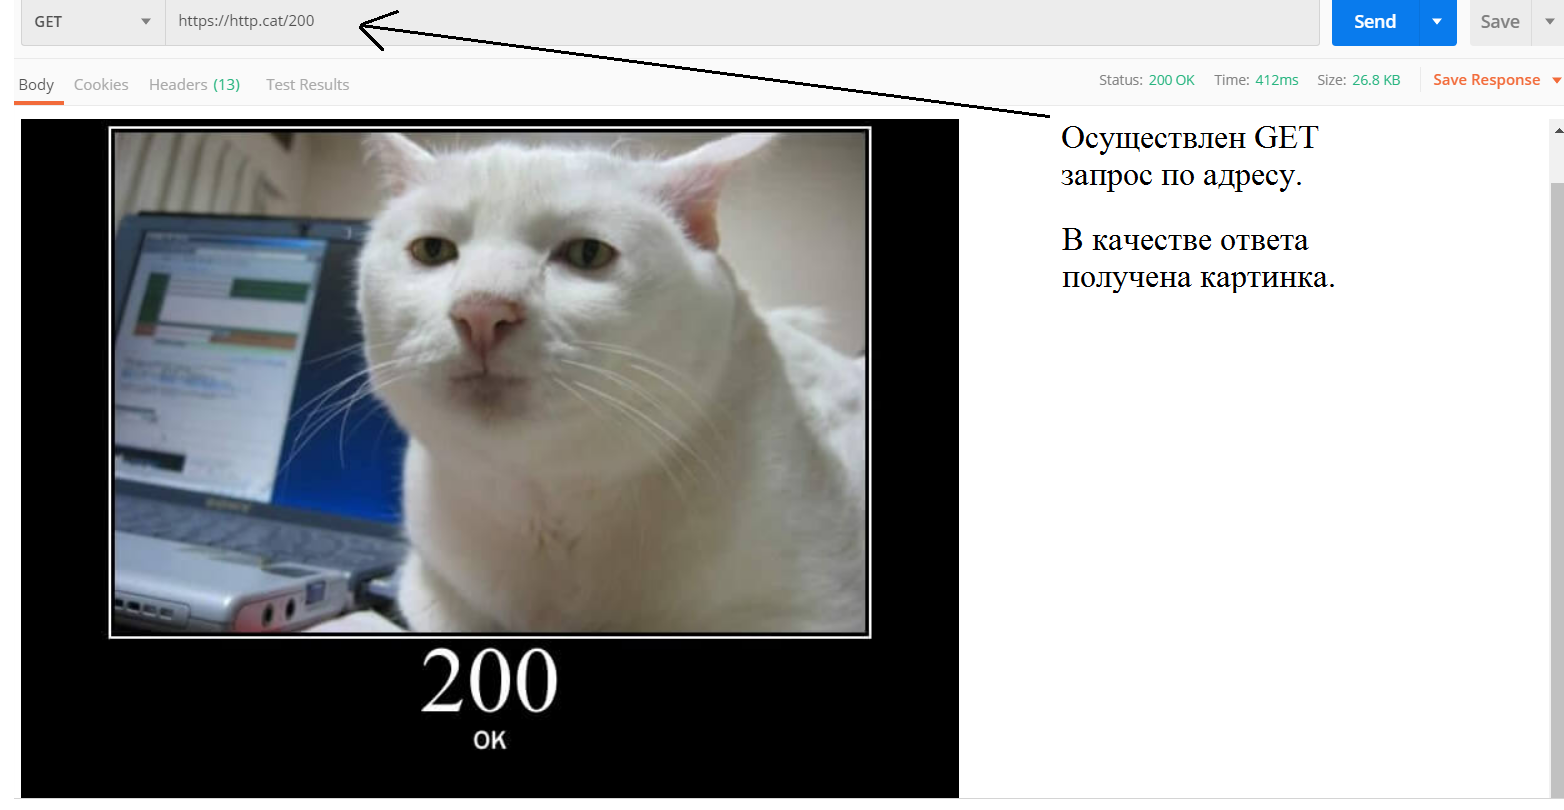 GET
https://http.cat/200
Send
Save
Body
Cookies
Headers (13)
Test Results
Status: 200 OK
Time: 412ms
Size: 26.8 KB
Save Response
Осуществлен GET
запрос по адресу.
В качестве ответа
получена картинка.
SONY
200
OK